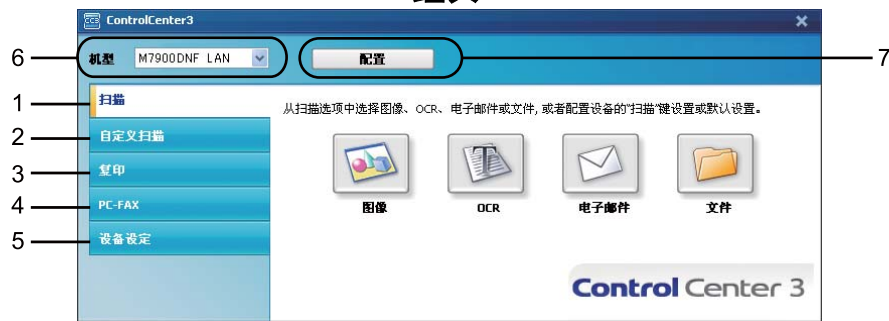 ControlCenter3
6
机型 M7900DNF LAN
配置
7
1
扫描
从扫描选项中选择图像、OCR、电子邮件或文件, 或者配置设备的"扫描"键设置或默认设置。
2
自定义扫描
3
复印
4
PC-FAX
5
设备设定
图像
OCR
电子邮件
文件
Control Center 3